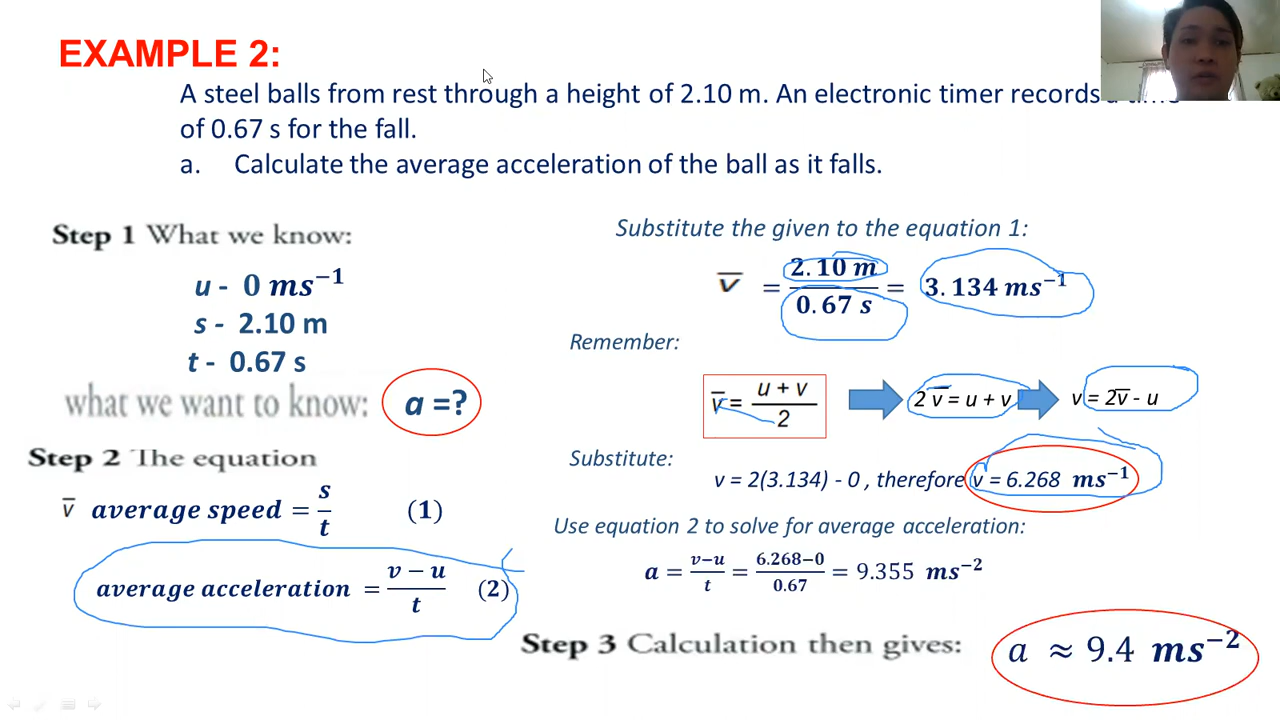 EXAMPLE 2:
A steel balls from rest through a height of 2.10 m. An electronic timer records a time
of 0.67 s for the fall.
a. Calculate the average acceleration of the ball as it falls.
Step 1 What we know:
u - 0 ms⁻¹
s - 2.10 m
t - 0.67 s
what we want to know: a =?
Step 2 The equation
v̅ average speed = s/t (1)
average acceleration = v − u/t (2)
Substitute the given to the equation 1:
v̅ = 2.10 m/0.67 s = 3.134 ms⁻¹
Remember:
v̅ = u + v/2 2 v̅ = u + v v = 2v̅ - u
Substitute:
v = 2(3.134) - 0 , therefore v = 6.268 ms⁻¹
Use equation 2 to solve for average acceleration:
a = v−u/t = 6.268−0/0.67 = 9.355 ms⁻²
Step 3 Calculation then gives: a ≈ 9.4 ms⁻²